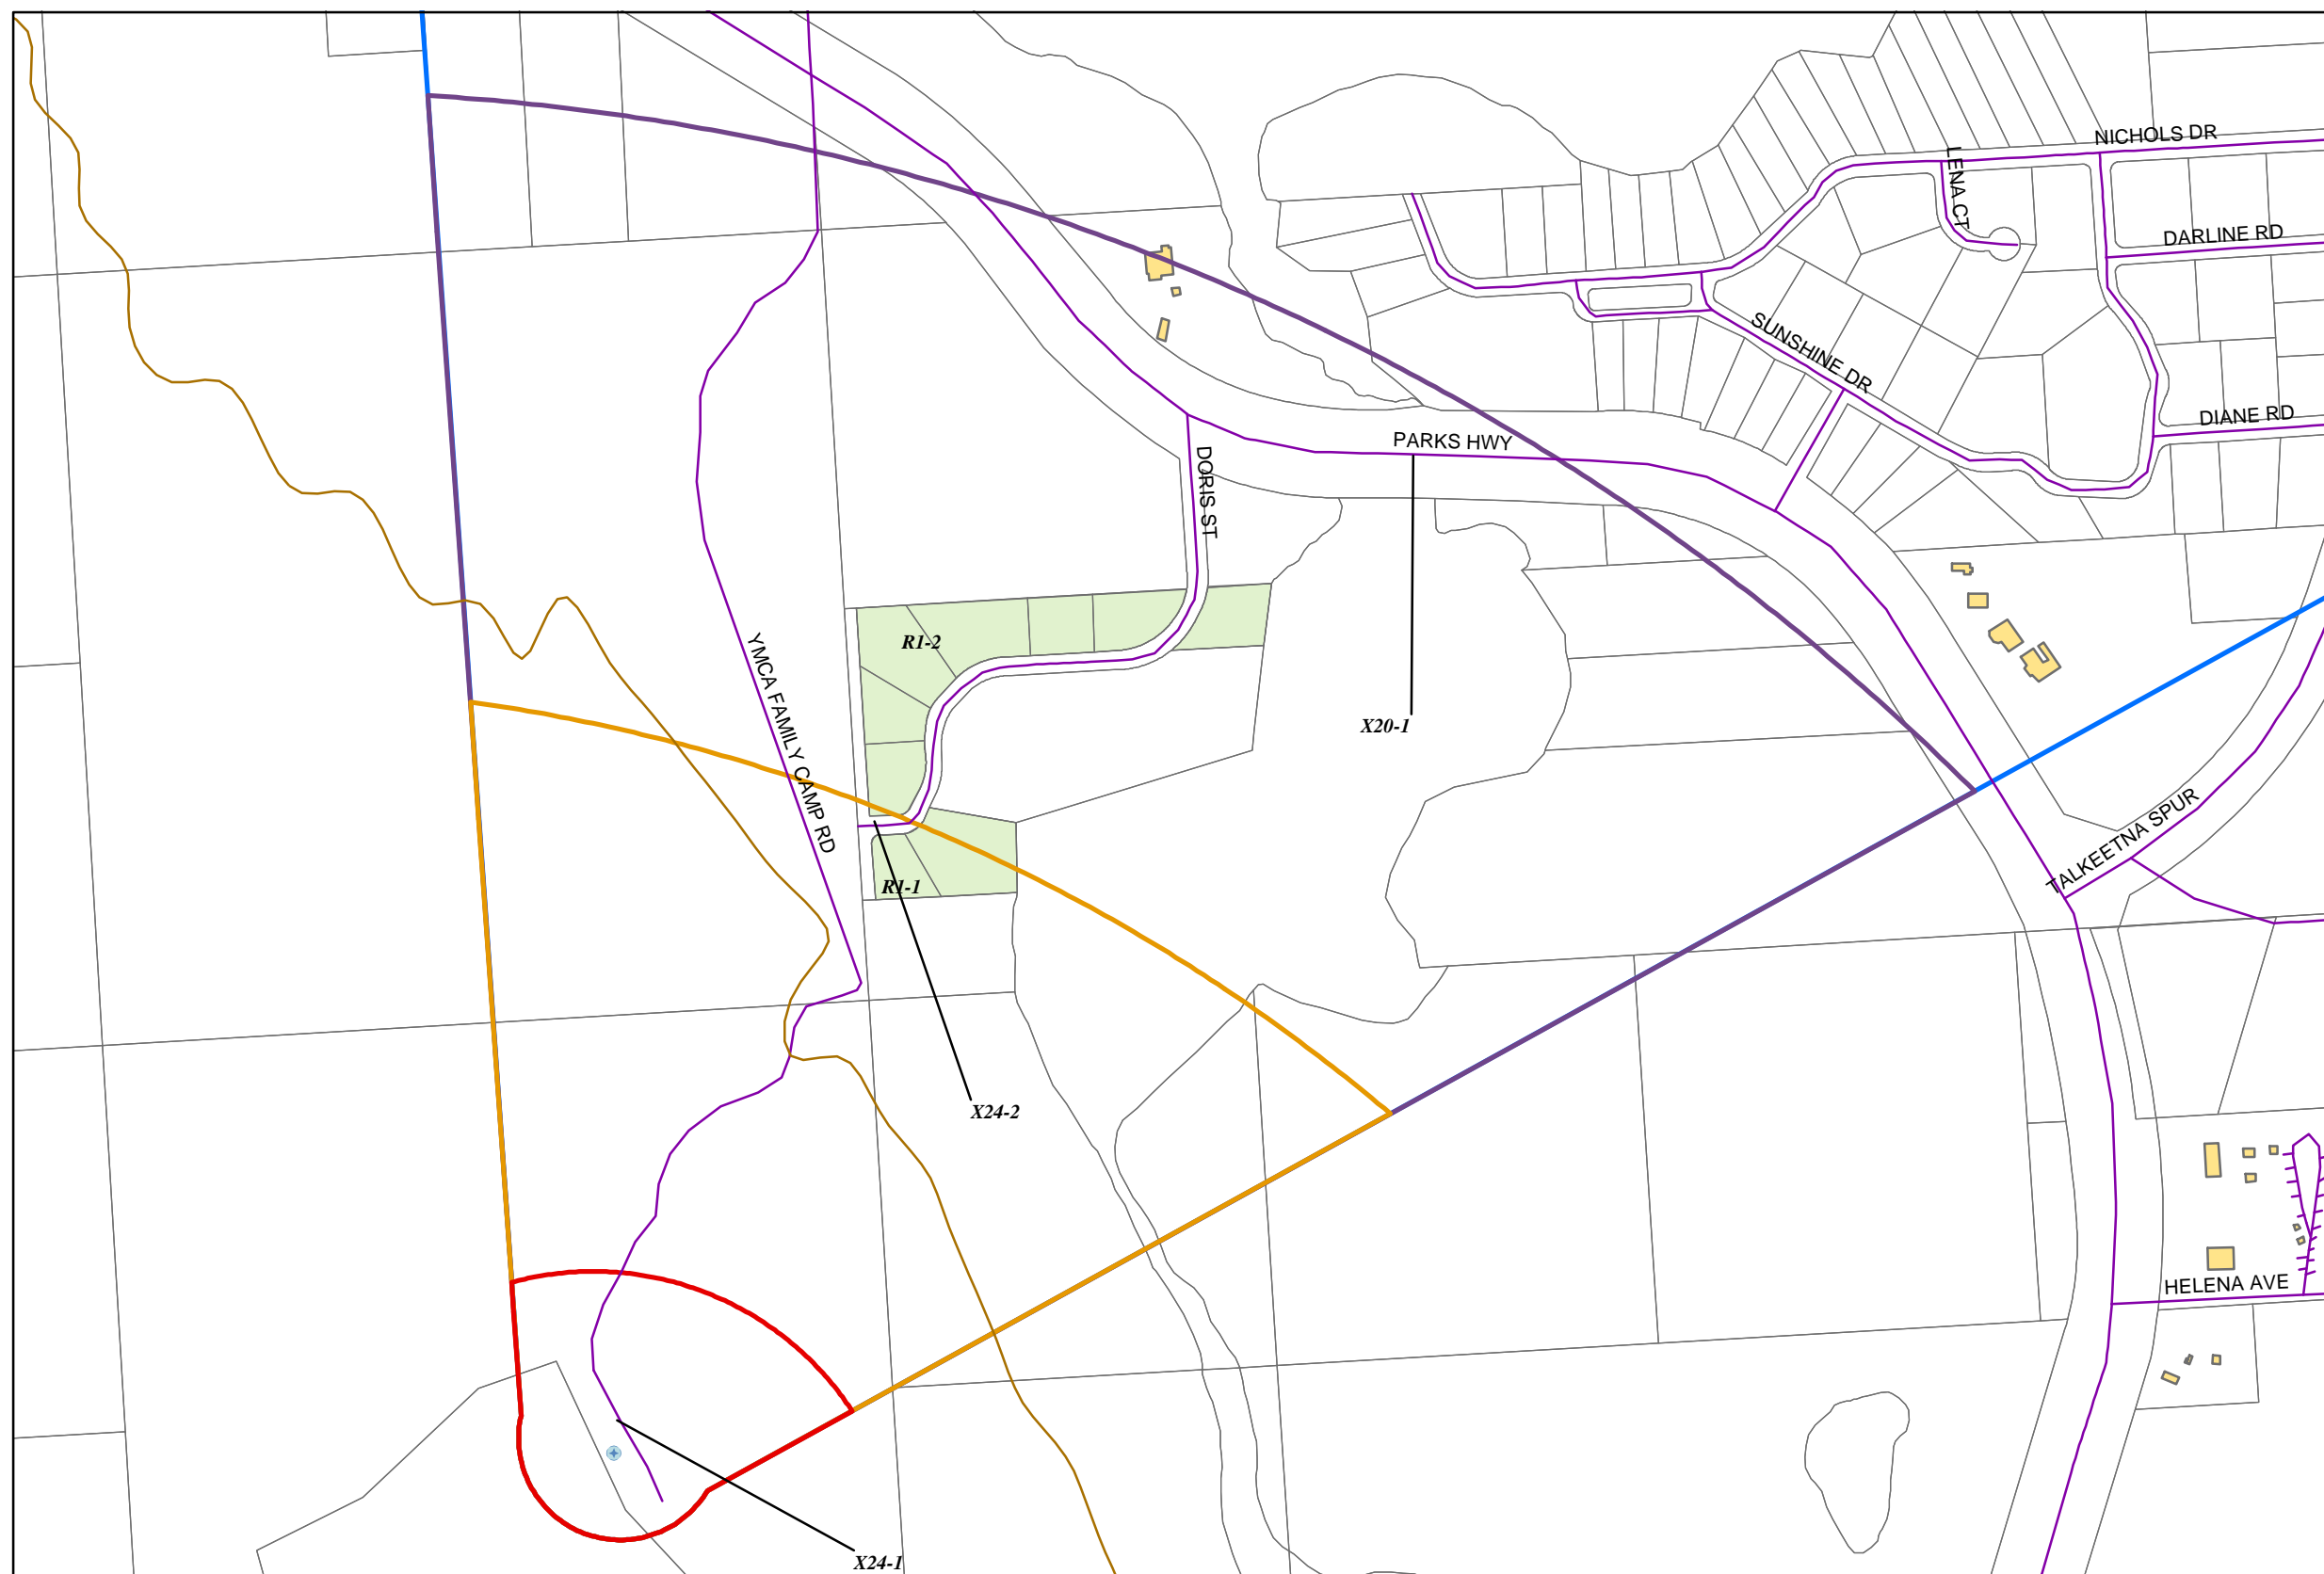 NICHOLS DR
LENA CT
DARLINE RD
SUNSHINE DR
DIANE RD
PARKS HWY
DORIS ST
R1-2
YMCA FAMILY CAMP RD
X20-1
TALKEETNA SPUR
R1-1
X24-2
HELENA AVE
X24-1